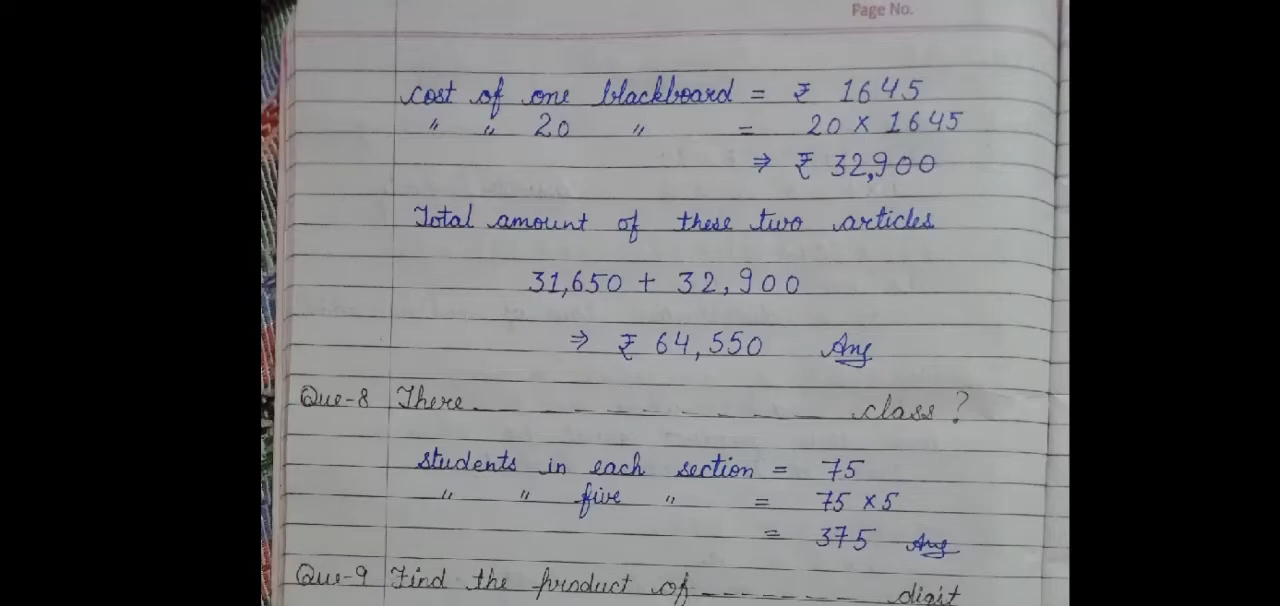 Page No.
cost of one blackboard = ₹ 1645
" " 20 " = 20 × 1645
⇒ ₹ 32,900
Total amount of these two articles
31,650 + 32,900
⇒ ₹ 64,550 Ans
Que-8 There _ _ _ _ _ _ _ _ _ class?
students in each section = 75
" " five " = 75 × 5
= 375 Ans
Que-9 Find the product of _ _ _ _ _ _ _ digit